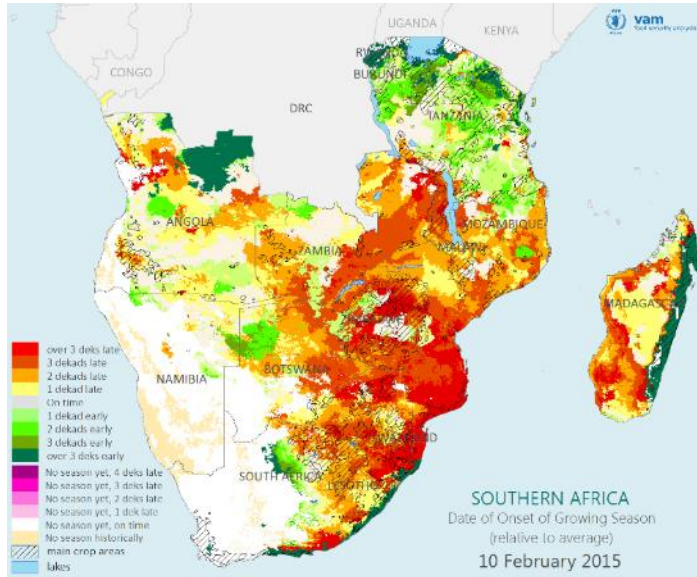 UGANDA
KENYA
vam
food security analysis
WFP
CONGO
BURUNDI
DRC
TANZANIA
ANGOLA
ZAMBIA
MALAWI
MOZAMBIQUE
MADAGASC
NAMIBIA
BOTSWANA
SOUTH AFRICA
LESOTHO
over 3 deks late
3 dekads late
2 dekads late
1 dekad late
On time
1 dekad early
2 dekads early
3 dekads early
over 3 deks early
No season yet, 4 deks late
No season yet, 3 deks late
No season yet, 2 deks late
No season yet, 1 dek late
No season yet, on time
No season historically
main crop areas
lakes
SOUTHERN AFRICA
Date of Onset of Growing Season
(relative to average)
10 February 2015